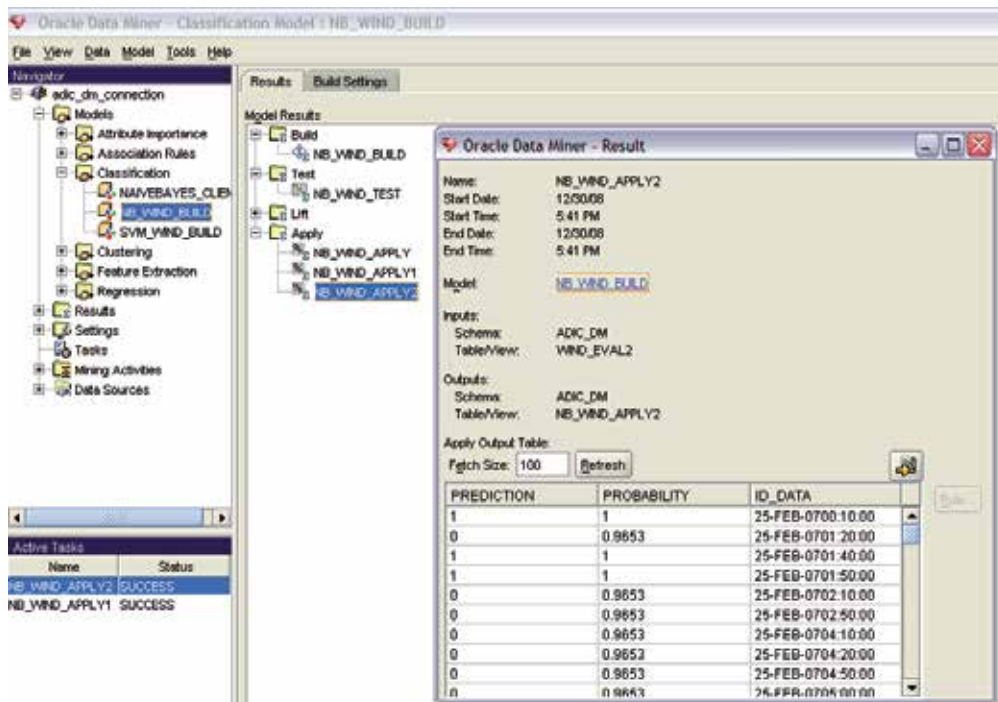 Oracle Data Miner - Classification Model : NB_WIND_BUILD
File View Data Model Tools Help
Navigator
adic_dm_connection
Models
Attribute Importance
Association Rules
Classification
NAIVEBAYES_CLIEN
NB_WIND_BUILD
SVM_WIND_BUILD
Clustering
Feature Extraction
Regression
Results
Settings
Tasks
Mining Activities
Data Sources
Active Tasks
Name Status
NB_WIND_APPLY2 SUCCESS
NB_WIND_APPLY1 SUCCESS
Results Build Settings
Model Results
Build
NB_WIND_BUILD
Test
NB_WIND_TEST
Lift
Apply
NB_WIND_APPLY
NB_WIND_APPLY1
NB_WIND_APPLY2
Oracle Data Miner - Result
Name: NB_WIND_APPLY2
Start Date: 12/30/08
Start Time: 5:41 PM
End Date: 12/30/08
End Time: 5:41 PM
Model: NB_WIND_BUILD
Inputs:
Schema: ADIC_DM
Table/View: WIND_EVAL2
Outputs:
Schema: ADIC_DM
Table/View: NB_WIND_APPLY2
Apply Output Table:
Fetch Size: 100 Refresh
PREDICTION PROBABILITY ID_DATA
1 1 25-FEB-0700:10:00
0 0.9653 25-FEB-0701:20:00
1 1 25-FEB-0701:40:00
1 1 25-FEB-0701:50:00
0 0.9653 25-FEB-0702:10:00
0 0.9653 25-FEB-0702:50:00
0 0.9653 25-FEB-0704:10:00
0 0.9653 25-FEB-0704:20:00
0 0.9653 25-FEB-0704:50:00
0 0.9653 25-FEB-0705:00:00